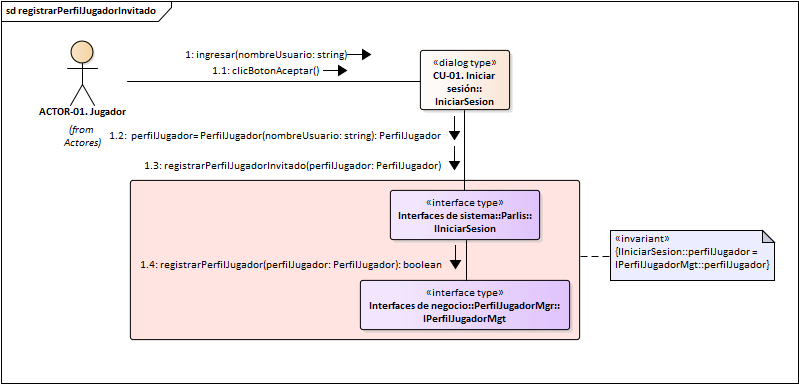 sd registrarPerfilJugadorInvitado
1: ingresar(nombreUsuario: string)
1.1: clicBotonAceptar()
«dialog type»
CU-01. Iniciar
sesión::
IniciarSesion
ACTOR-01. Jugador
(from
Actores)
1.2: perfilJugador= PerfilJugador(nombreUsuario: string): PerfilJugador
1.3: registrarPerfilJugadorInvitado(perfilJugador: PerfilJugador)
«interface type»
Interfaces de sistema::Parlis::
IIniciarSesion
«invariant»
{IIniciarSesion::perfilJugador =
IPerfilJugadorMgt::perfilJugador}
1.4: registrarPerfilJugador(perfilJugador: PerfilJugador): boolean
«interface type»
Interfaces de negocio::PerfilJugadorMgr::
IPerfilJugadorMgt